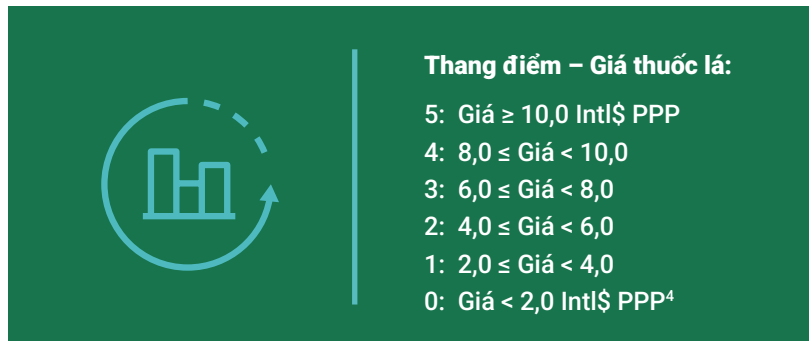 Thang điểm – Giá thuốc lá:
5: Giá ≥ 10,0 Intl$ PPP
4: 8,0 ≤ Giá < 10,0
3: 6,0 ≤ Giá < 8,0
2: 4,0 ≤ Giá < 6,0
1: 2,0 ≤ Giá < 4,0
0: Giá < 2,0 Intl$ PPP⁴